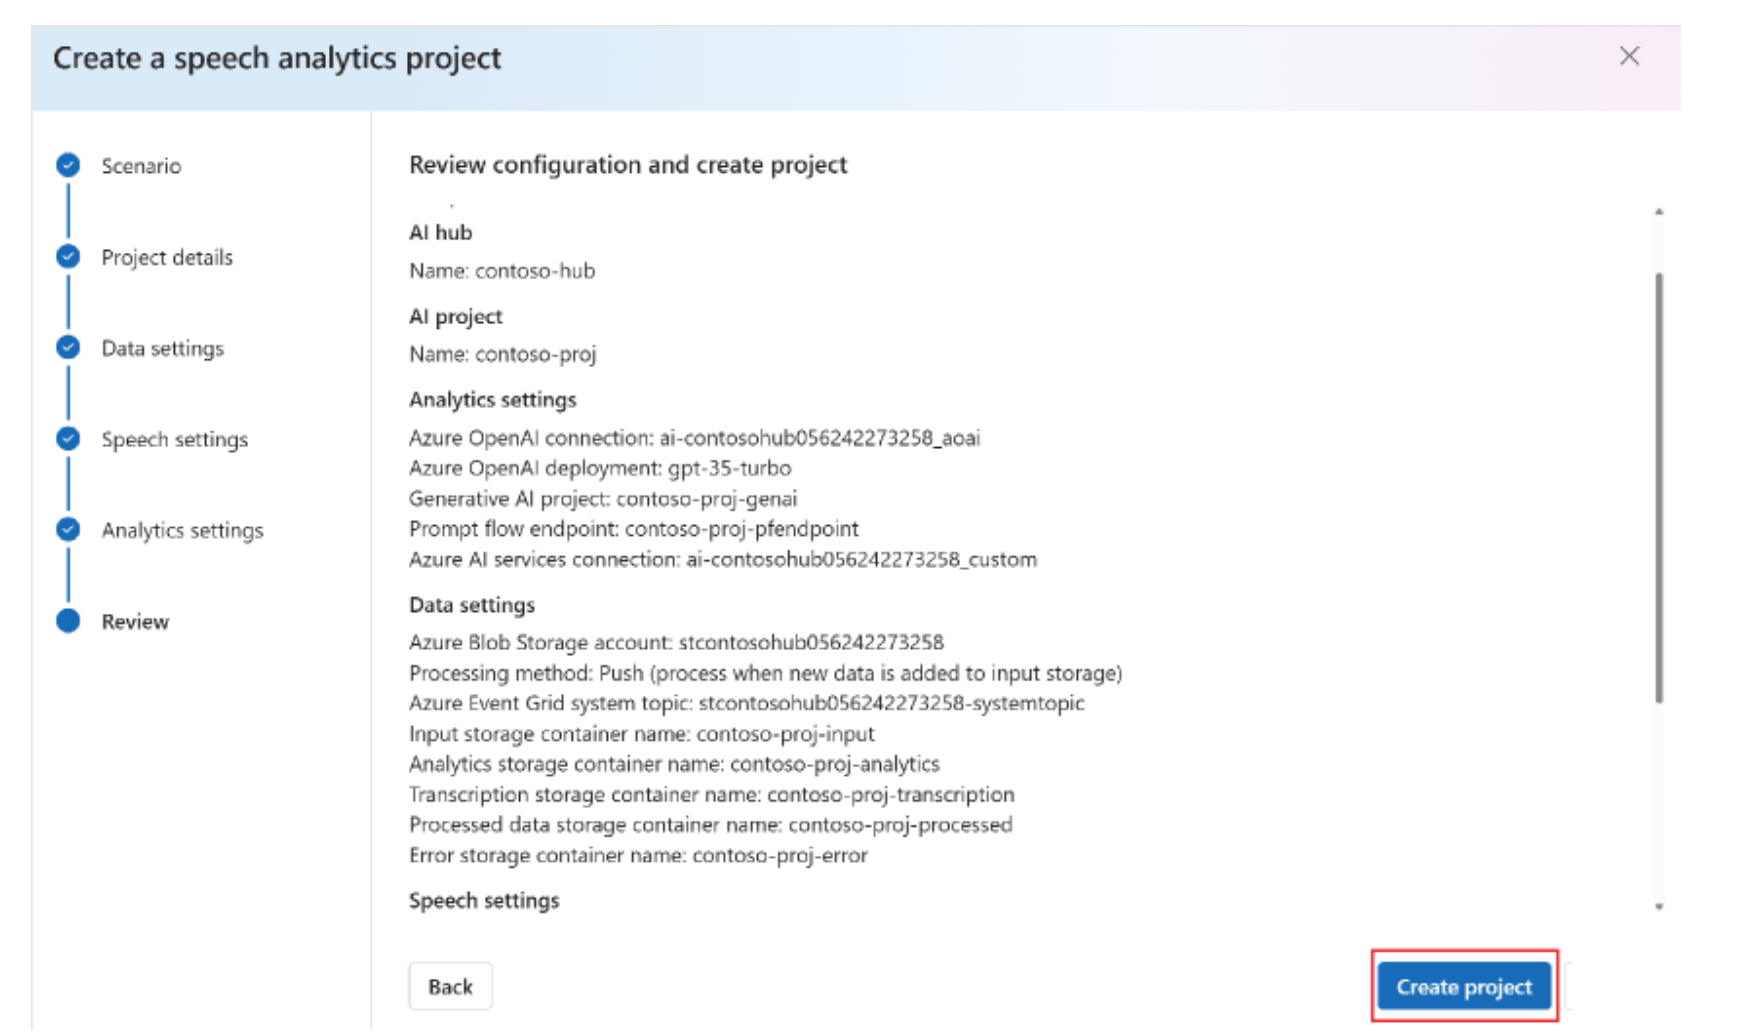 Create a speech analytics project
Scenario
Project details
Data settings
Speech settings
Analytics settings
Review
Review configuration and create project
AI hub
Name: contoso-hub
AI project
Name: contoso-proj
Analytics settings
Azure OpenAI connection: ai-contosohub056242273258_aoai
Azure OpenAI deployment: gpt-35-turbo
Generative AI project: contoso-proj-genai
Prompt flow endpoint: contoso-proj-pfendpoint
Azure AI services connection: ai-contosohub056242273258_custom
Data settings
Azure Blob Storage account: stcontosohub056242273258
Processing method: Push (process when new data is added to input storage)
Azure Event Grid system topic: stcontosohub056242273258-systemtopic
Input storage container name: contoso-proj-input
Analytics storage container name: contoso-proj-analytics
Transcription storage container name: contoso-proj-transcription
Processed data storage container name: contoso-proj-processed
Error storage container name: contoso-proj-error
Speech settings
Back
Create project